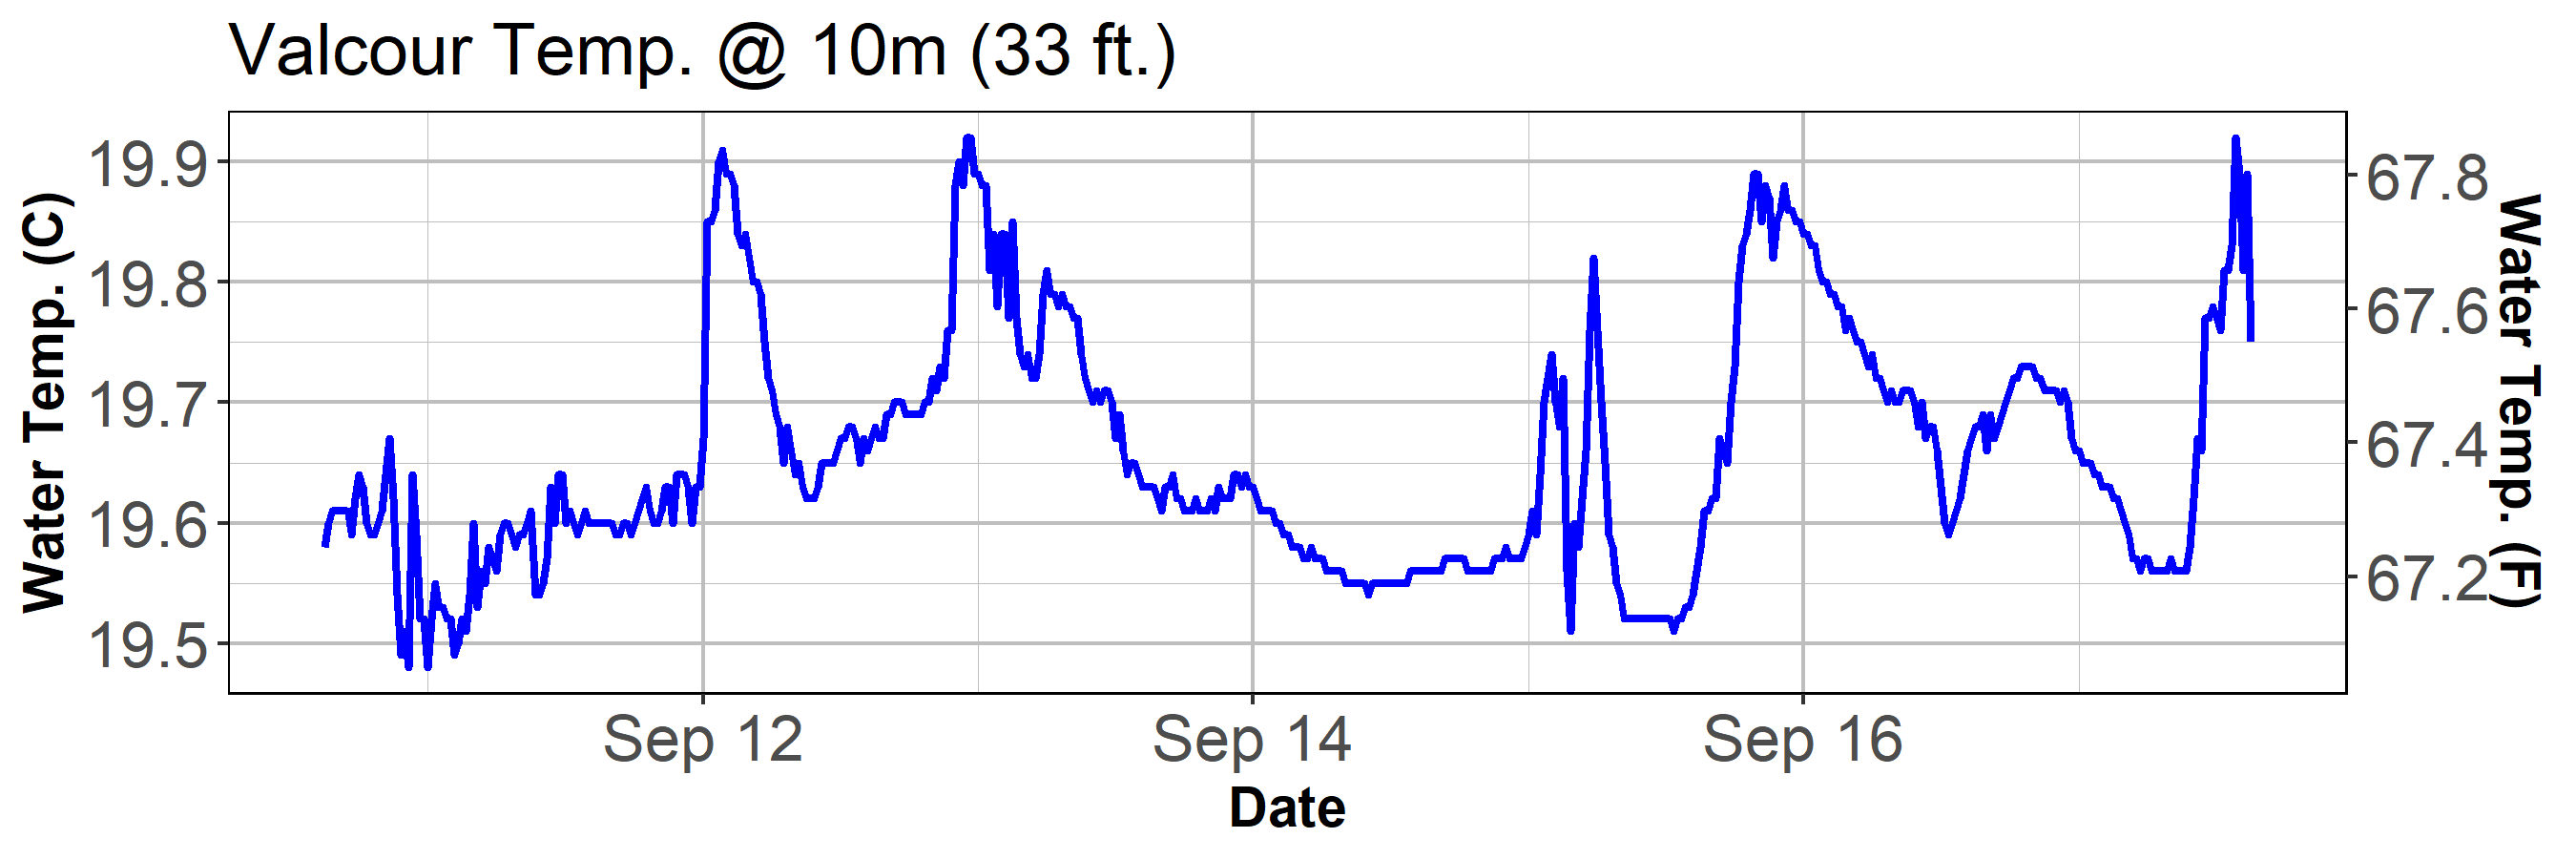 Valcour Temp. @ 10m (33 ft.)
Water Temp. (C)
19.9
19.8
19.7
19.6
19.5
67.8
67.6
67.4
67.2
Water Temp. (F)
Sep 12
Sep 14
Sep 16
Date